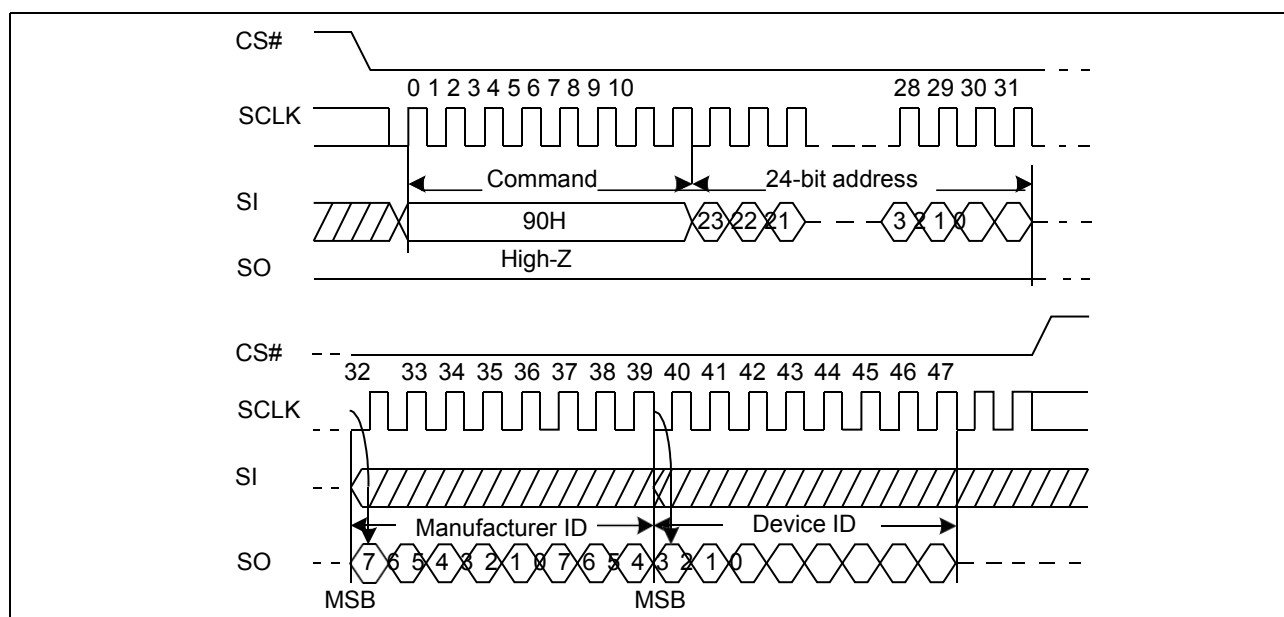 CS#
0 1 2 3 4 5 6 7 8 9 10 28 29 30 31
SCLK
Command 24-bit address
SI
90H 23 22 21 3 2 1 0
High-Z
SO
CS#
32 33 34 35 36 37 38 39 40 41 42 43 44 45 46 47
SCLK
SI
Manufacturer ID Device ID
SO 7 6 5 4 3 2 1 0 7 6 5 4 3 2 1 0
MSB MSB